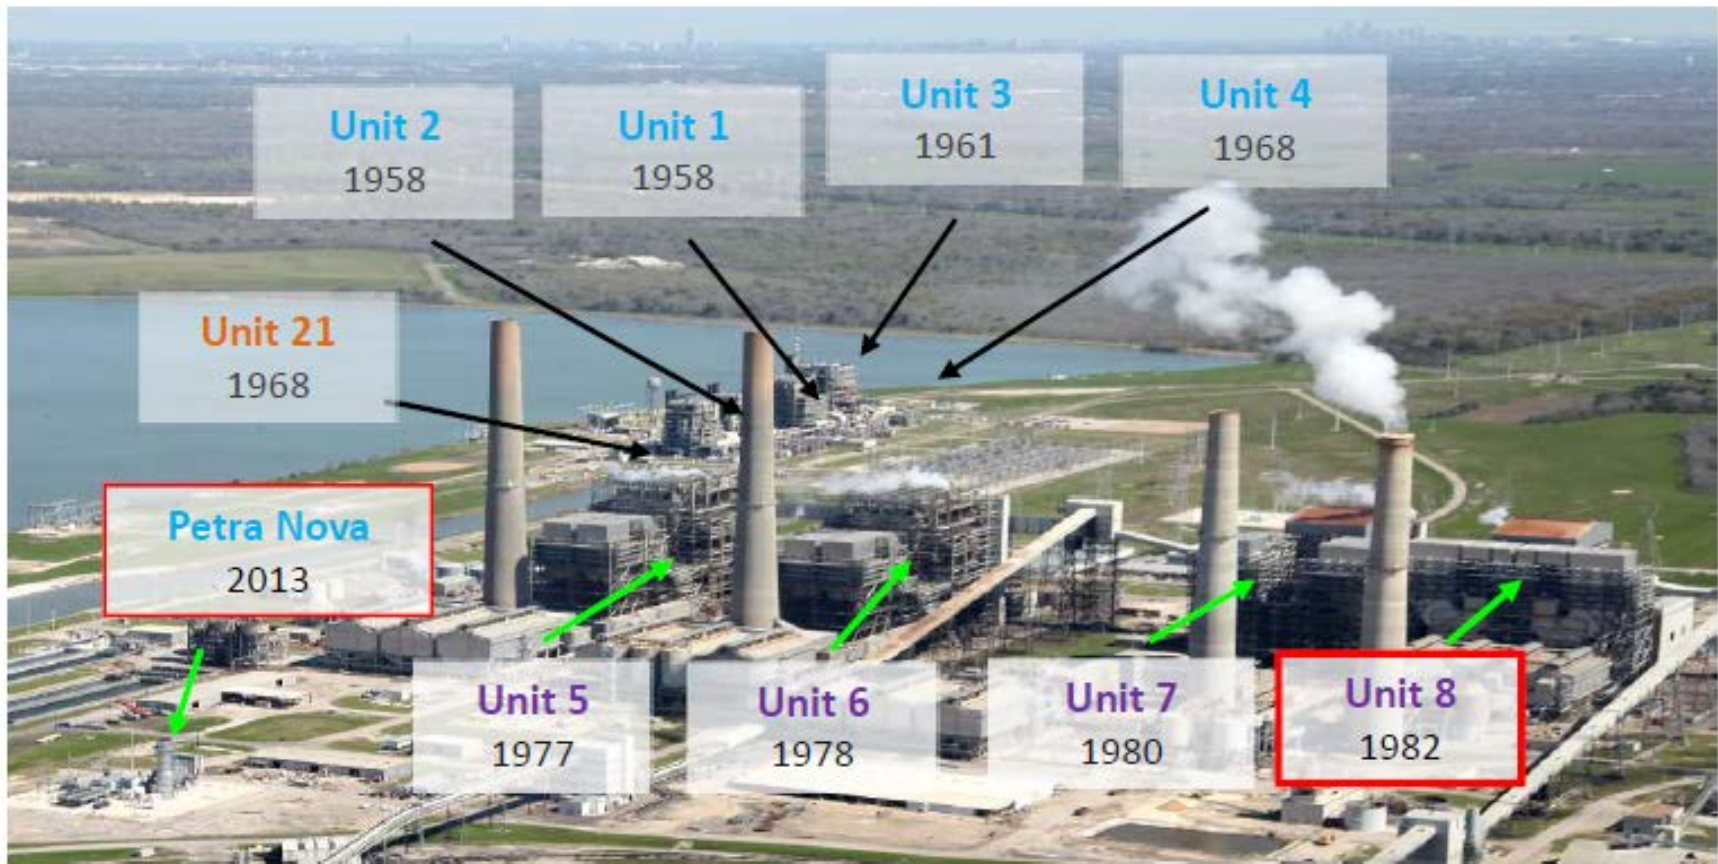 Unit 2
1958
Unit 1
1958
Unit 3
1961
Unit 4
1968
Unit 21
1968
Petra Nova
2013
Unit 5
1977
Unit 6
1978
Unit 7
1980
Unit 8
1982